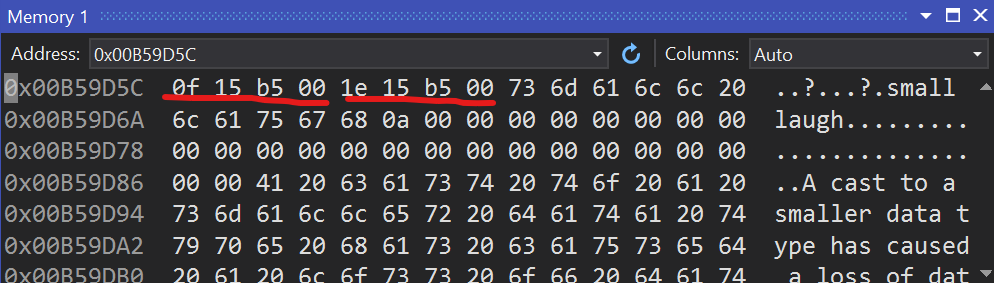 Memory 1
Address: 0x00B59D5C Columns: Auto
0x00B59D5C 0f 15 b5 00 1e 15 b5 00 73 6d 61 6c 6c 20 ..?...?.small
0x00B59D6A 6c 61 75 67 68 0a 00 00 00 00 00 00 00 00 laugh.........
0x00B59D78 00 00 00 00 00 00 00 00 00 00 00 00 00 00 ..............
0x00B59D86 00 00 41 20 63 61 73 74 20 74 6f 20 61 20 ..A cast to a
0x00B59D94 73 6d 61 6c 6c 65 72 20 64 61 74 61 20 74 smaller data t
0x00B59DA2 79 70 65 20 68 61 73 20 63 61 75 73 65 64 ype has caused
0x00B59DB0 20 61 20 6c 6f 73 73 20 6f 66 20 64 61 74 a loss of dat